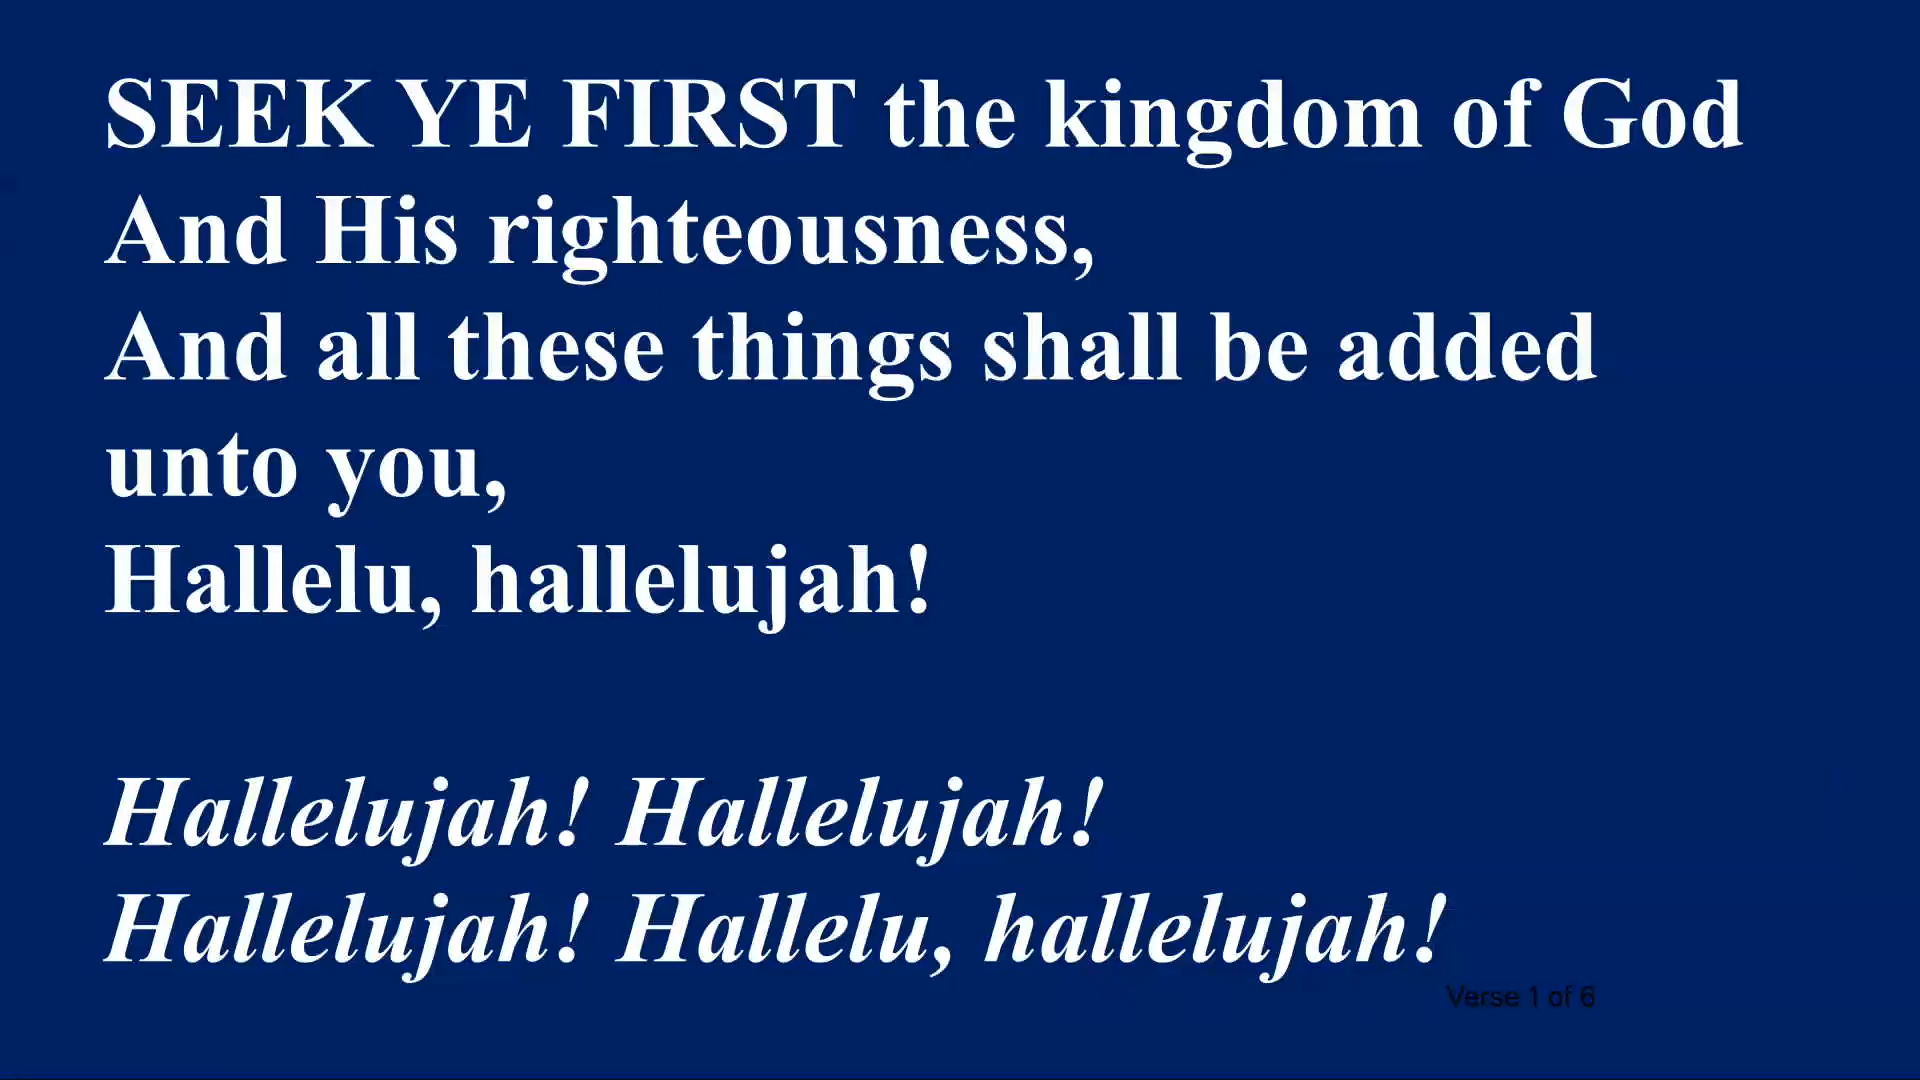 SEEK YE FIRST the kingdom of God
And His righteousness,
And all these things shall be added
unto you,
Hallelu, hallelujah!
Hallelujah! Hallelujah!
Hallelujah! Hallelu, hallelujah!
Verse 1 of 6